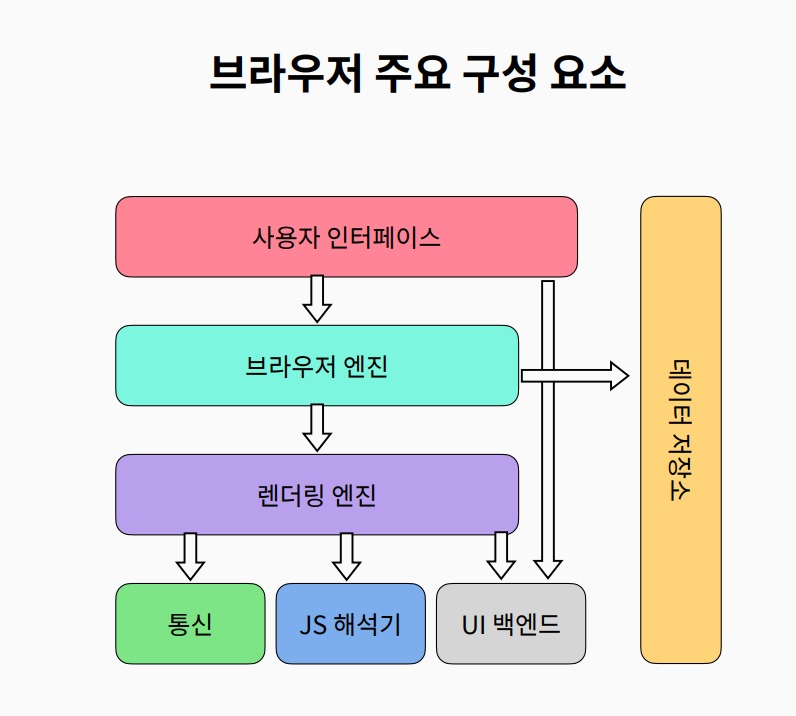 브라우저 주요 구성 요소
사용자 인터페이스
브라우저 엔진
렌더링 엔진
통신
JS 해석기
UI 백엔드
데이터 저장소